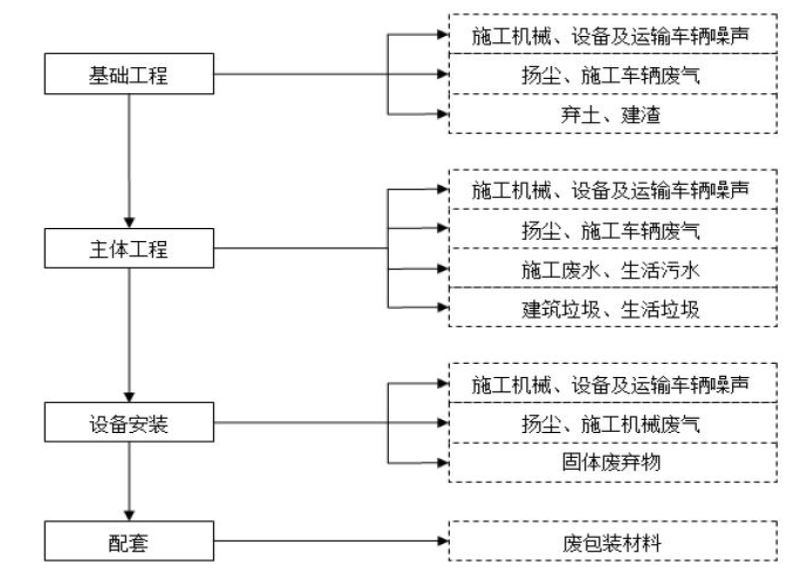 施工机械、设备及运输车辆噪声
基础工程
扬尘、施工车辆废气
弃土、建渣
施工机械、设备及运输车辆噪声
扬尘、施工车辆废气
主体工程
施工废水、生活污水
建筑垃圾、生活垃圾
施工机械、设备及运输车辆噪声
设备安装
扬尘、施工机械废气
固体废弃物
配套
废包装材料